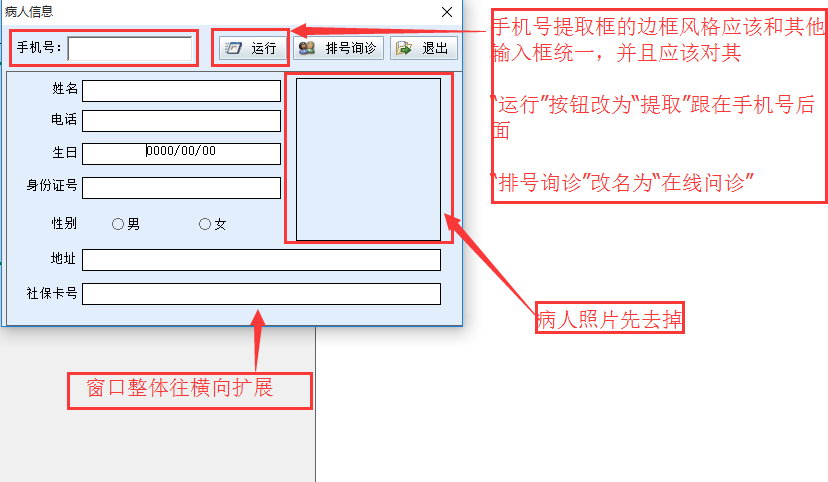 病人信息
手机号：
运行
排号询诊
退出
姓名
电话
生日
0000/00/00
身份证号
性别
男
女
地址
社保卡号
手机号提取框的边框风格应该和其他
输入框统一，并且应该对其
“运行”按钮改为“提取”跟在手机号后
面
“排号询诊”改名为“在线问诊”
病人照片先去掉
窗口整体往横向扩展